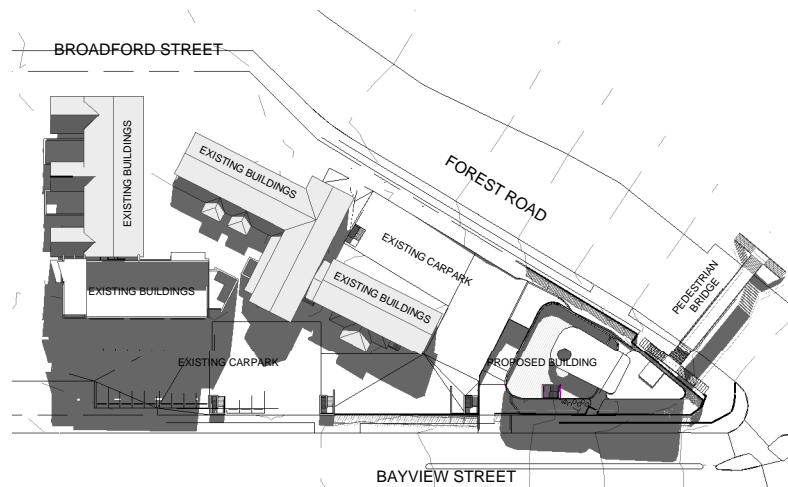 BROADFORD STREET
FOREST ROAD
EXISTING BUILDINGS
EXISTING BUILDINGS
EXISTING CARPARK
PEDESTRIAN
BRIDGE
EXISTING BUILDINGS
EXISTING BUILDINGS
EXISTING CARPARK
PROPOSED BUILDING
BAYVIEW STREET